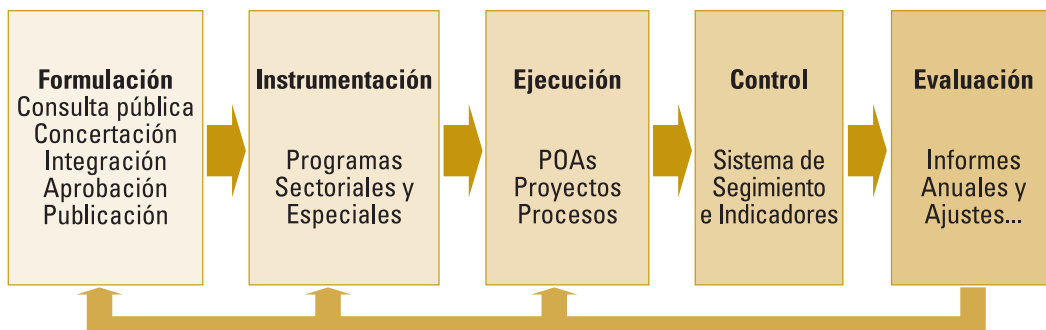 Formulación
Consulta pública
Concertación
Integración
Aprobación
Publicación
Instrumentación
Programas
Sectoriales y
Especiales
Ejecución
POAs
Proyectos
Procesos
Control
Sistema de
Segimiento
e Indicadores
Evaluación
Informes
Anuales y
Ajustes...